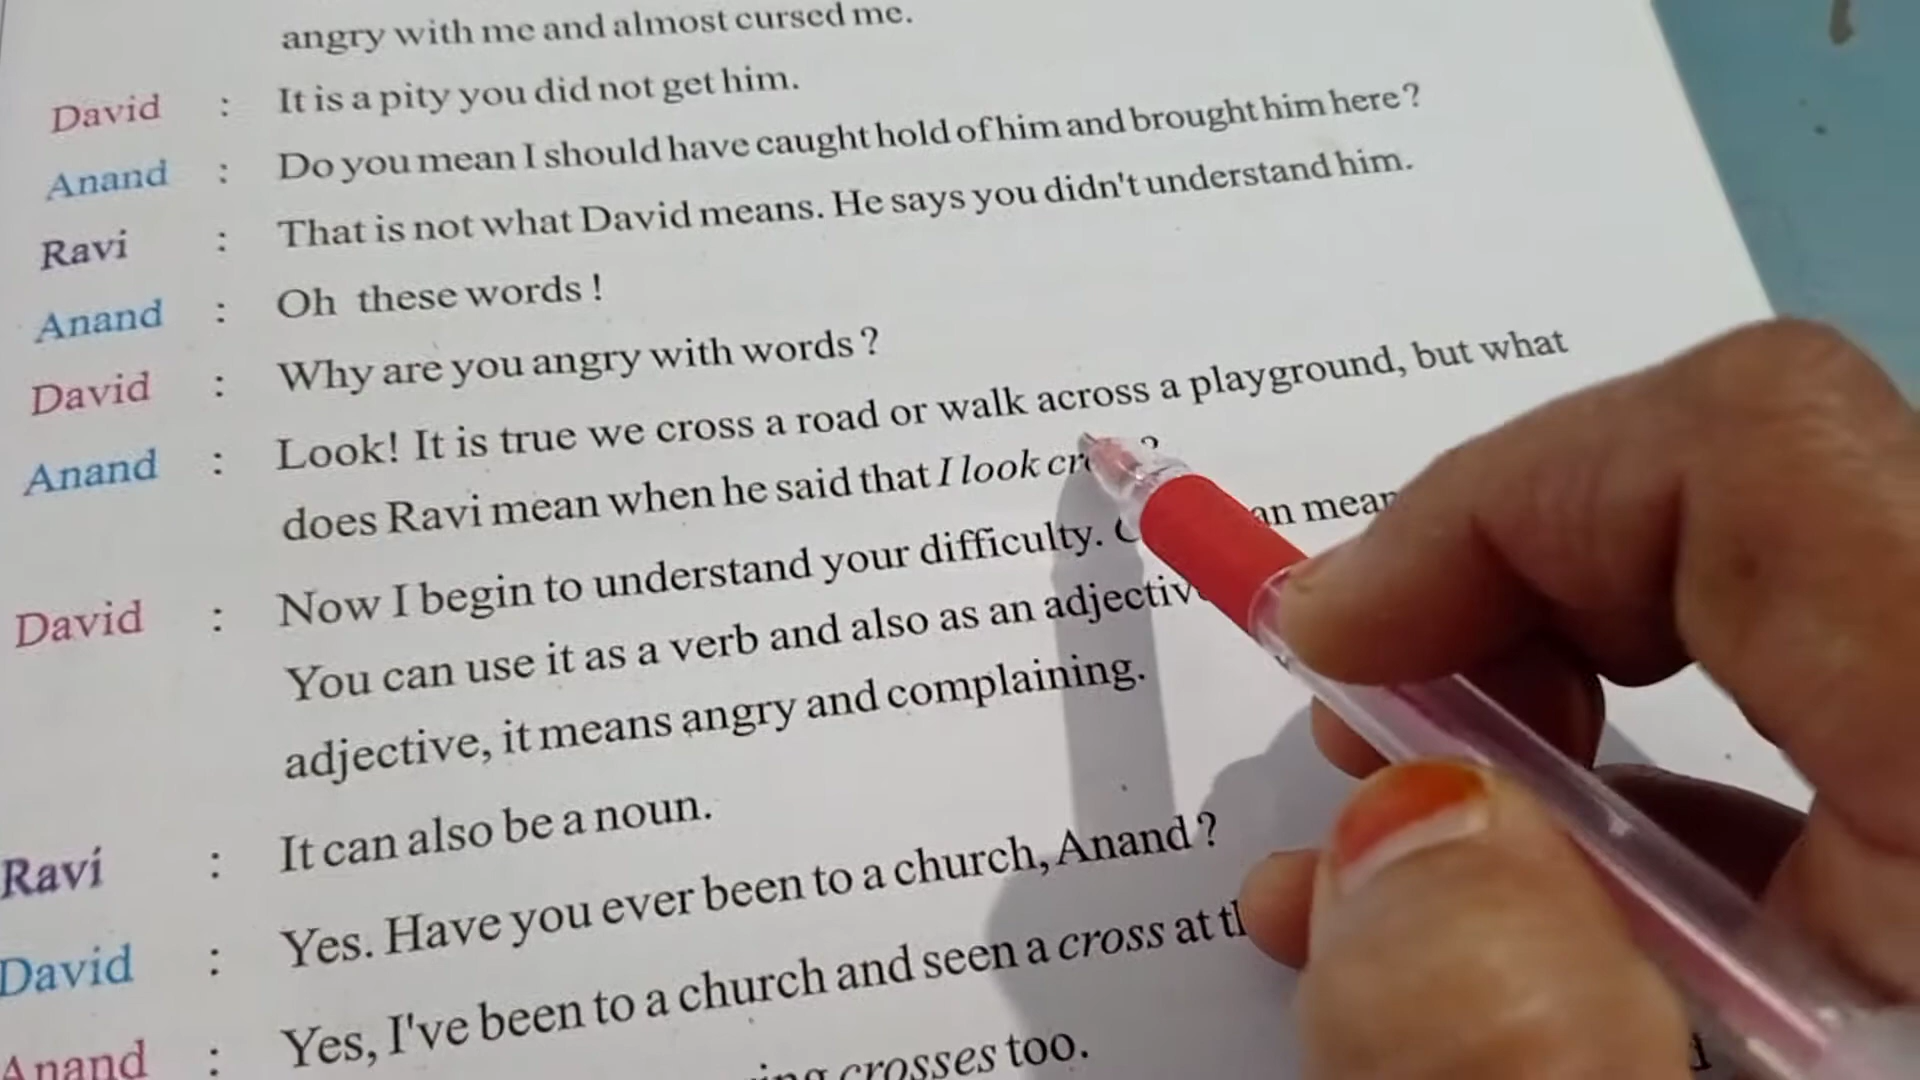 angry with me and almost cursed me.
David : It is a pity you did not get him.
Anand : Do you mean I should have caught hold of him and brought him here ?
Ravi : That is not what David means. He says you didn't understand him.
Anand : Oh these words !
David : Why are you angry with words ?
Anand : Look! It is true we cross a road or walk across a playground, but what
does Ravi mean when he said that I look ?
David : Now I begin to understand your difficulty.
You can use it as a verb and also as an
adjective, it means angry and complaining.
Ravi : It can also be a noun.
David : Yes. Have you ever been to a church, Anand ?
Anand : Yes, I've been to a church and seen a cross at
crosses too.